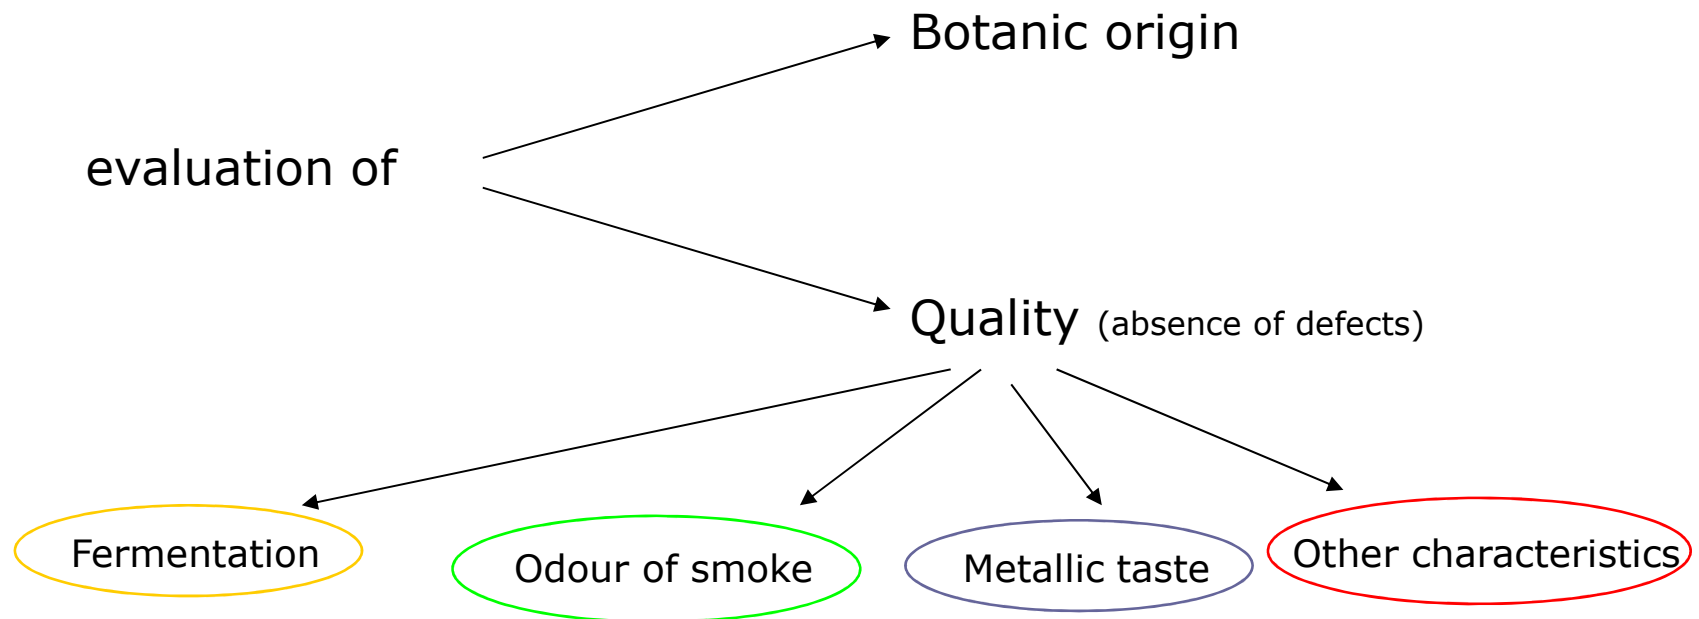 Botanic origin
evaluation of
Quality (absence of defects)
Fermentation
Odour of smoke
Metallic taste
Other characteristics